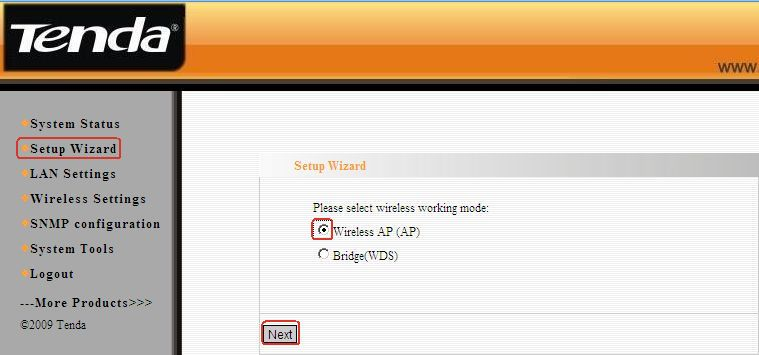 Tenda®
www.
System Status
Setup Wizard
LAN Settings
Wireless Settings
SNMP configuration
System Tools
Logout
---More Products>>>
©2009 Tenda
Setup Wizard
Please select wireless working mode:
Wireless AP (AP)
Bridge(WDS)
Next